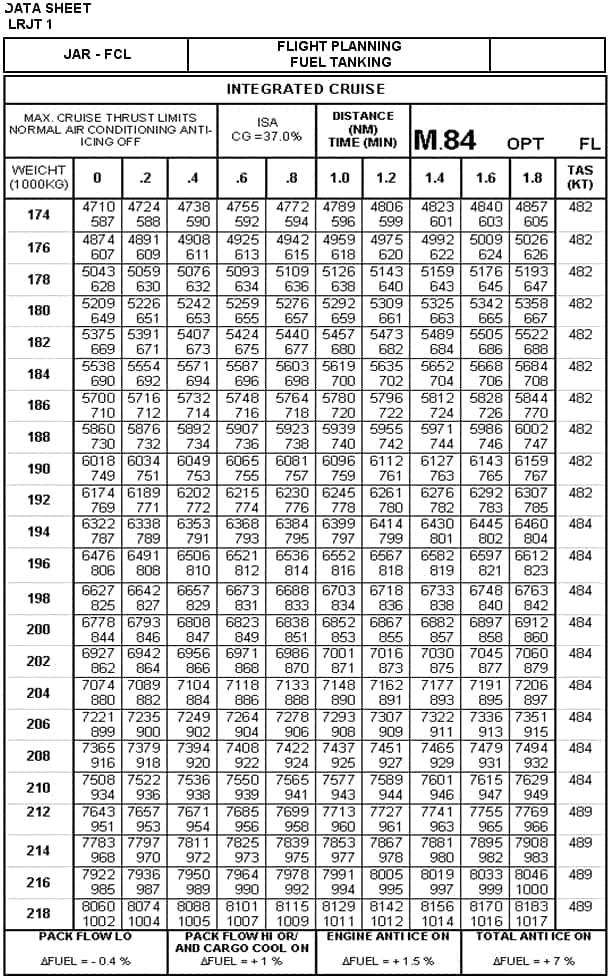 DATA SHEET
LRJT 1
JAR - FCL
FLIGHT PLANNING
FUEL TANKING
INTEGRATED CRUISE
MAX. CRUISE THRUST LIMITS
NORMAL AIR CONDITIONING ANTI-
ICING OFF
ISA
CG =37.0%
DISTANCE
(NM)
TIME (MIN)
M.84 OPT FL
WEICHT
(1000KG) 0 .2 .4 .6 .8 1.0 1.2 1.4 1.6 1.8 TAS
(KT)
174 4710 4724 4738 4755 4772 4789 4806 4823 4840 4857 482
587 588 590 592 594 596 599 601 603 605
176 4874 4891 4908 4925 4942 4959 4975 4992 5009 5026 482
607 609 611 613 615 618 620 622 624 626
178 5043 5059 5076 5093 5109 5126 5143 5159 5176 5193 482
628 630 632 634 636 638 640 643 645 647
180 5209 5226 5242 5259 5276 5292 5309 5325 5342 5358 482
649 651 653 655 657 659 661 663 665 667
182 5375 5391 5407 5424 5440 5457 5473 5489 5505 5522 482
669 671 673 675 677 680 682 684 686 688
184 5538 5554 5571 5587 5603 5619 5635 5652 5668 5684 482
690 692 694 696 698 700 702 704 706 708
186 5700 5716 5732 5748 5764 5780 5796 5812 5828 5844 482
710 712 714 716 718 720 722 724 726 770
188 5860 5876 5892 5907 5923 5939 5955 5971 5986 6002 482
730 732 734 736 738 740 742 744 746 747
190 6018 6034 6049 6065 6081 6096 6112 6127 6143 6159 482
749 751 753 755 757 759 761 763 765 767
192 6174 6189 6202 6215 6230 6245 6261 6276 6292 6307 482
769 771 772 774 776 778 780 782 783 785
194 6322 6338 6353 6368 6384 6399 6414 6430 6445 6460 484
787 789 791 793 795 797 799 801 802 804
196 6476 6491 6506 6521 6536 6552 6567 6582 6597 6612 484
806 808 810 812 814 816 818 819 821 823
198 6627 6642 6657 6673 6688 6703 6718 6733 6748 6763 484
825 827 829 831 833 834 836 838 840 842
200 6778 6793 6808 6823 6838 6852 6867 6882 6897 6912 484
844 846 847 849 851 853 855 857 858 860
202 6927 6942 6956 6971 6986 7001 7016 7030 7045 7060 484
862 864 866 868 870 871 873 875 877 879
204 7074 7089 7104 7118 7133 7148 7162 7177 7191 7206 484
880 882 884 886 888 890 891 893 895 897
206 7221 7235 7249 7264 7278 7293 7307 7322 7336 7351 484
899 900 902 904 906 908 909 911 913 915
208 7365 7379 7394 7408 7422 7437 7451 7465 7479 7494 484
916 918 920 922 924 925 927 929 931 932
210 7508 7522 7536 7550 7565 7577 7589 7601 7615 7629 484
934 936 938 939 941 943 944 946 947 949
212 7643 7657 7671 7685 7699 7713 7727 7741 7755 7769 489
951 953 954 956 958 960 961 963 965 966
214 7783 7797 7811 7825 7839 7853 7867 7881 7895 7908 489
968 970 972 973 975 977 978 980 982 983
216 7922 7936 7950 7964 7978 7991 8005 8019 8033 8046 489
985 987 989 990 992 994 995 997 999 1000
218 8060 8074 8088 8101 8115 8129 8142 8156 8170 8183 489
1002 1004 1005 1007 1009 1011 1012 1014 1016 1017
PACK FLOW LO
ΔFUEL = - 0.4 %
PACK FLOW HI OR/
AND CARGO COOL ON
ΔFUEL = + 1 %
ENGINE ANTI ICE ON
ΔFUEL = + 1.5 %
TOTAL ANTI ICE ON
ΔFUEL = + 7 %